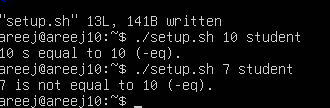 "setup.sh" 13L, 141B written
areej@areej10:~$ ./setup.sh 10 student
10 s equal to 10 (-eq).
areej@areej10:~$ ./setup.sh 7 student
7 is not equal to 10 (-eq).
areej@areej10:~$